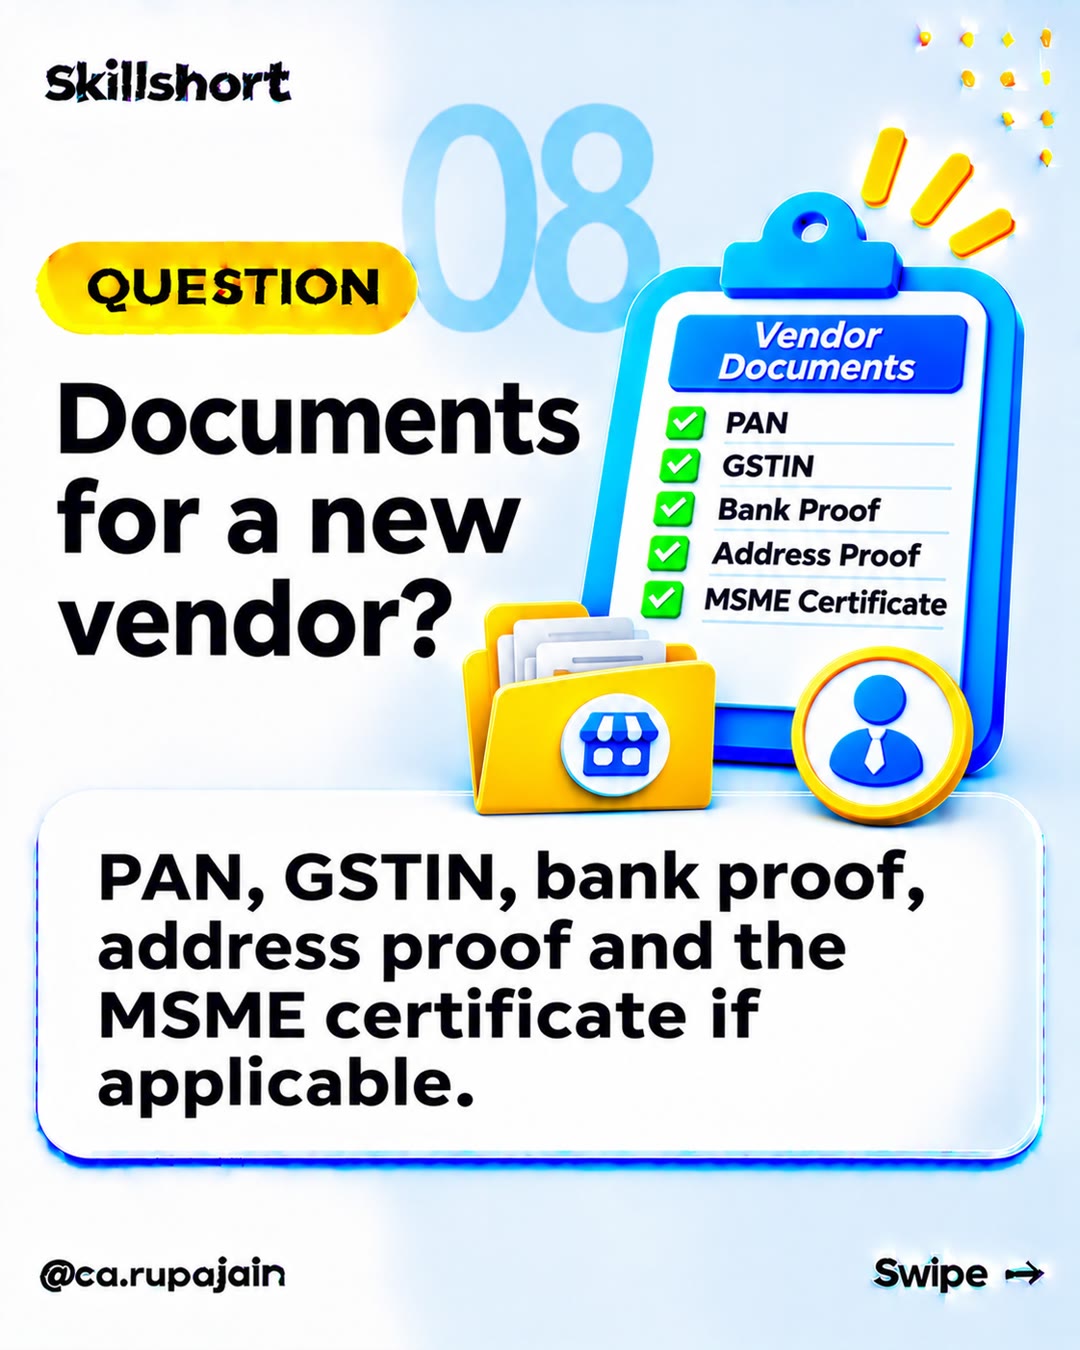 Skillshort
08
QUESTION
Documents
for a new
vendor?
Vendor
Documents
PAN
GSTIN
Bank Proof
Address Proof
MSME Certificate
PAN, GSTIN, bank proof,
address proof and the
MSME certificate if
applicable.
@ca.rupajain
Swipe →